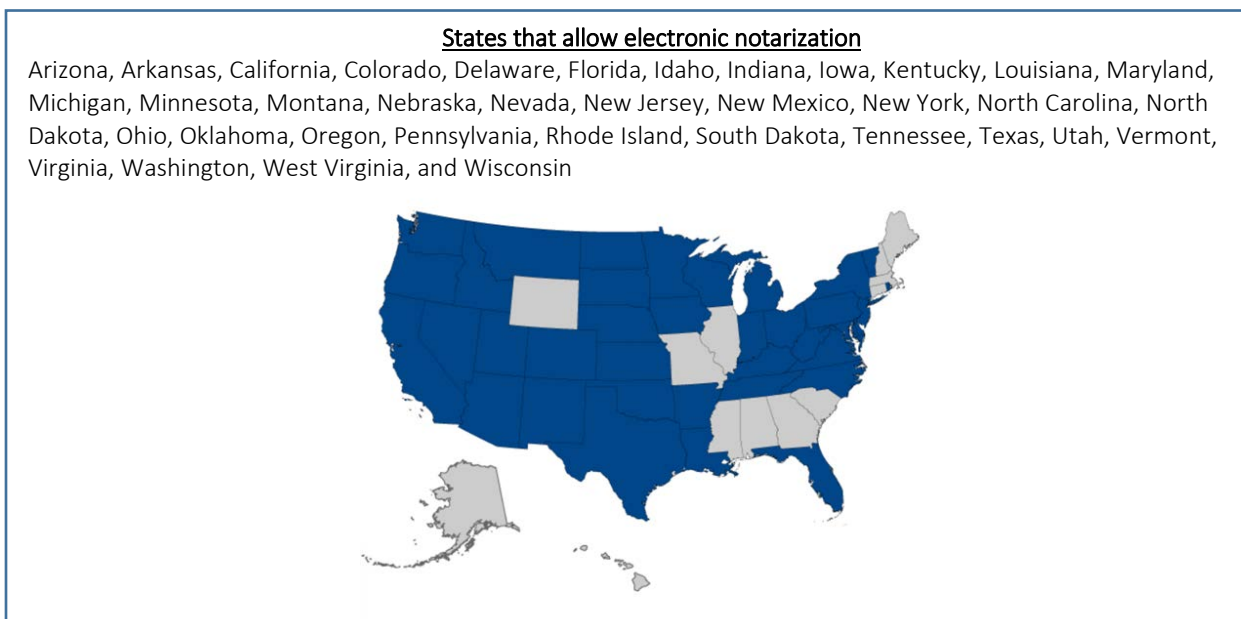 States that allow electronic notarization
Arizona, Arkansas, California, Colorado, Delaware, Florida, Idaho, Indiana, Iowa, Kentucky, Louisiana, Maryland,
Michigan, Minnesota, Montana, Nebraska, Nevada, New Jersey, New Mexico, New York, North Carolina, North
Dakota, Ohio, Oklahoma, Oregon, Pennsylvania, Rhode Island, South Dakota, Tennessee, Texas, Utah, Vermont,
Virginia, Washington, West Virginia, and Wisconsin